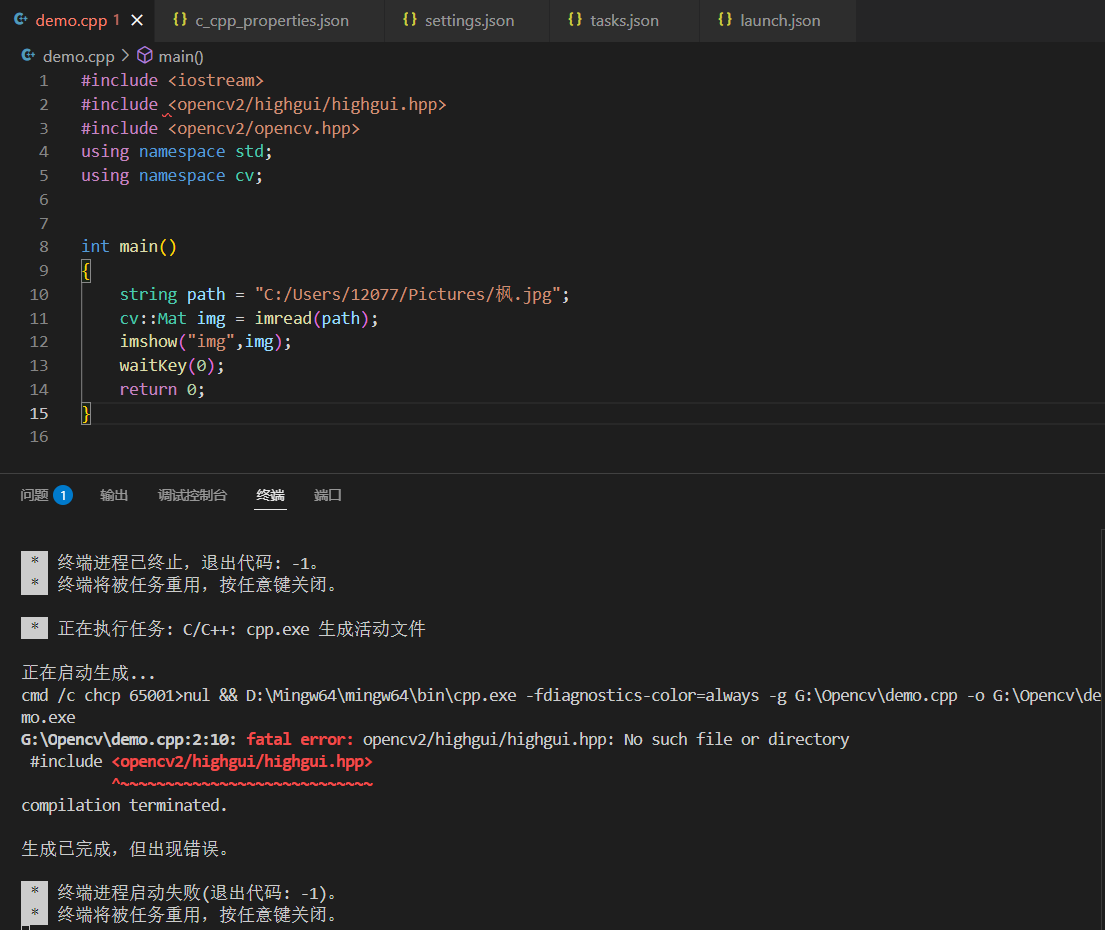 demo.cpp 1
c_cpp_properties.json
settings.json
tasks.json
launch.json
demo.cpp > main()
1 #include <iostream>
2 #include <opencv2/highgui/highgui.hpp>
3 #include <opencv2/opencv.hpp>
4 using namespace std;
5 using namespace cv;
6
7
8 int main()
9 {
10 string path = "C:/Users/12077/Pictures/枫.jpg";
11 cv::Mat img = imread(path);
12 imshow("img",img);
13 waitKey(0);
14 return 0;
15 }
16
问题 1 输出 调试控制台 终端 端口
* 终端进程已终止，退出代码: -1。
* 终端将被任务重用，按任意键关闭。
* 正在执行任务: C/C++: cpp.exe 生成活动文件
正在启动生成...
cmd /c chcp 65001>nul && D:\Mingw64\mingw64\bin\cpp.exe -fdiagnostics-color=always -g G:\Opencv\demo.cpp -o G:\Opencv\de
mo.exe
G:\Opencv\demo.cpp:2:10: fatal error: opencv2/highgui/highgui.hpp: No such file or directory
#include <opencv2/highgui/highgui.hpp>
^~~~~~~~~~~~~~~~~~~~~~~~~~~~~
compilation terminated.
生成已完成，但出现错误。
* 终端进程启动失败(退出代码: -1)。
* 终端将被任务重用，按任意键关闭。